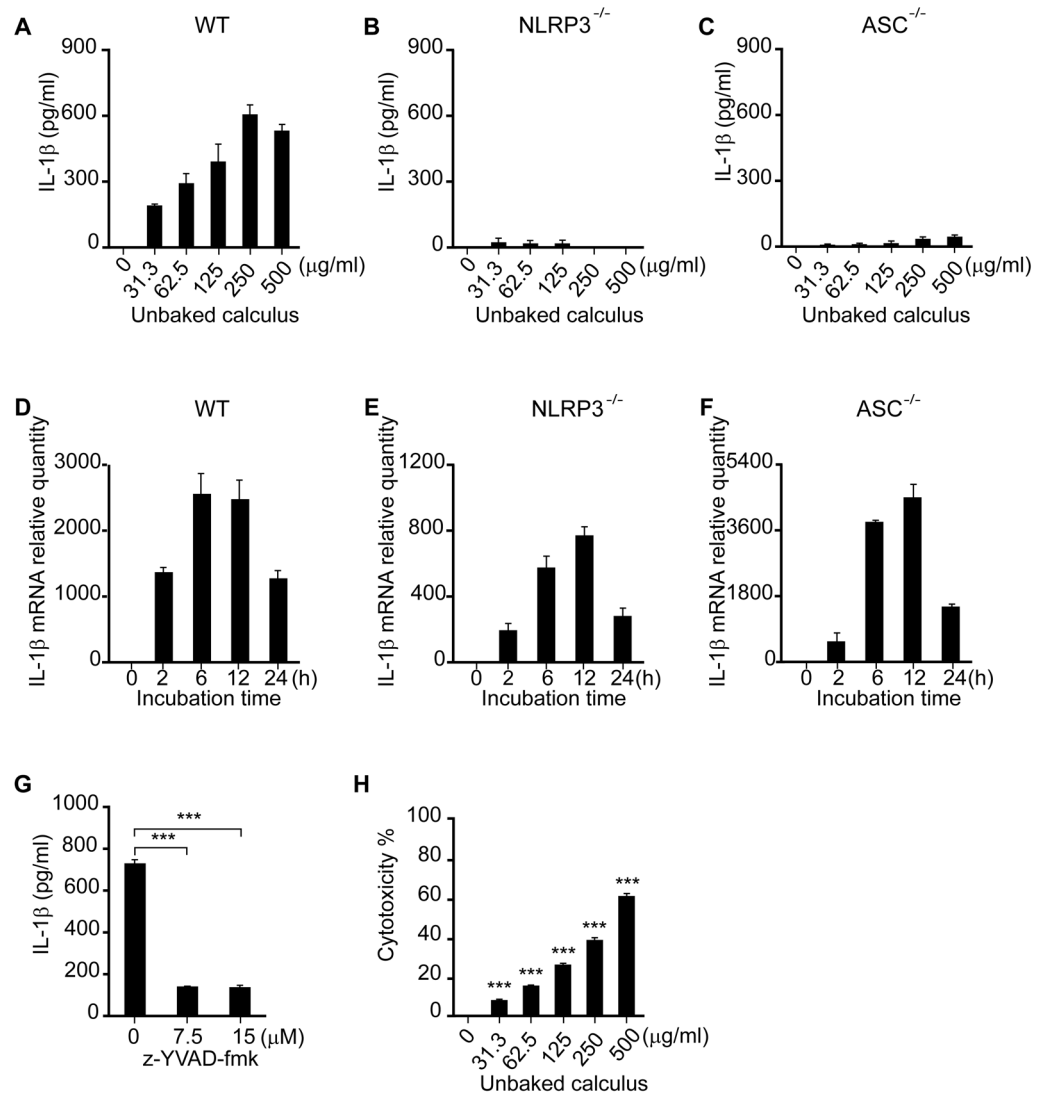 A WT
IL-1β (pg/ml)
900
600
300
0
0 31.3 62.5 125 250 500 (μg/ml)
Unbaked calculus
B NLRP3−/−
IL-1β (pg/ml)
900
600
300
0
0 31.3 62.5 125 250 500 (μg/ml)
Unbaked calculus
C ASC−/−
IL-1β (pg/ml)
900
600
300
0
0 31.3 62.5 125 250 500 (μg/ml)
Unbaked calculus
D WT
IL-1β mRNA relative quantity
3000
2000
1000
0
0 2 6 12 24 (h)
Incubation time
E NLRP3−/−
IL-1β mRNA relative quantity
1200
800
400
0
0 2 6 12 24 (h)
Incubation time
F ASC−/−
IL-1β mRNA relative quantity
5400
3600
1800
0
0 2 6 12 24 (h)
Incubation time
G
IL-1β (pg/ml)
1000
800
600
400
200
0
***
***
0 7.5 15 (μM)
z-YVAD-fmk
H
Cytotoxicity %
100
80
60
40
20
0
*** *** *** *** ***
0 31.3 62.5 125 250 500 (μg/ml)
Unbaked calculus